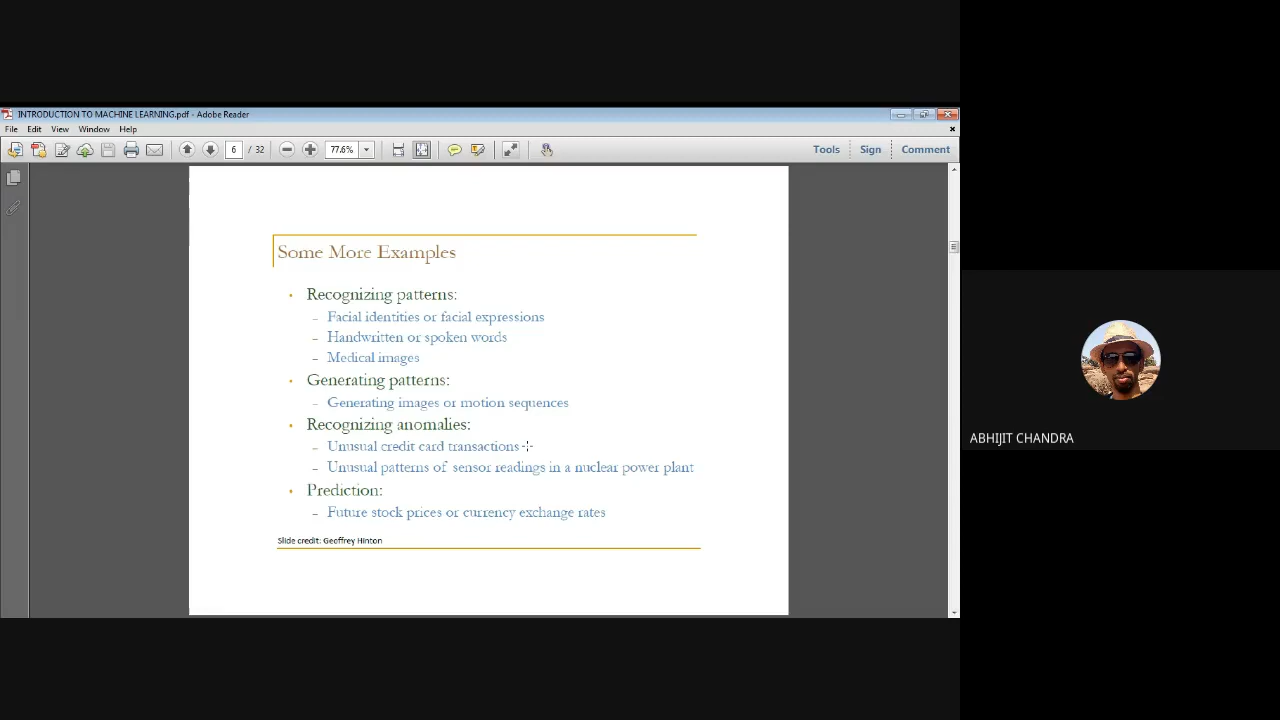 INTRODUCTION TO MACHINE LEARNING.pdf - Adobe Reader
File Edit View Window Help
6 / 32 77.6% Tools Sign Comment
Some More Examples
• Recognizing patterns:
– Facial identities or facial expressions
– Handwritten or spoken words
– Medical images
• Generating patterns:
– Generating images or motion sequences
• Recognizing anomalies:
– Unusual credit card transactions
– Unusual patterns of sensor readings in a nuclear power plant
• Prediction:
– Future stock prices or currency exchange rates
Slide credit: Geoffrey Hinton
ABHIJIT CHANDRA